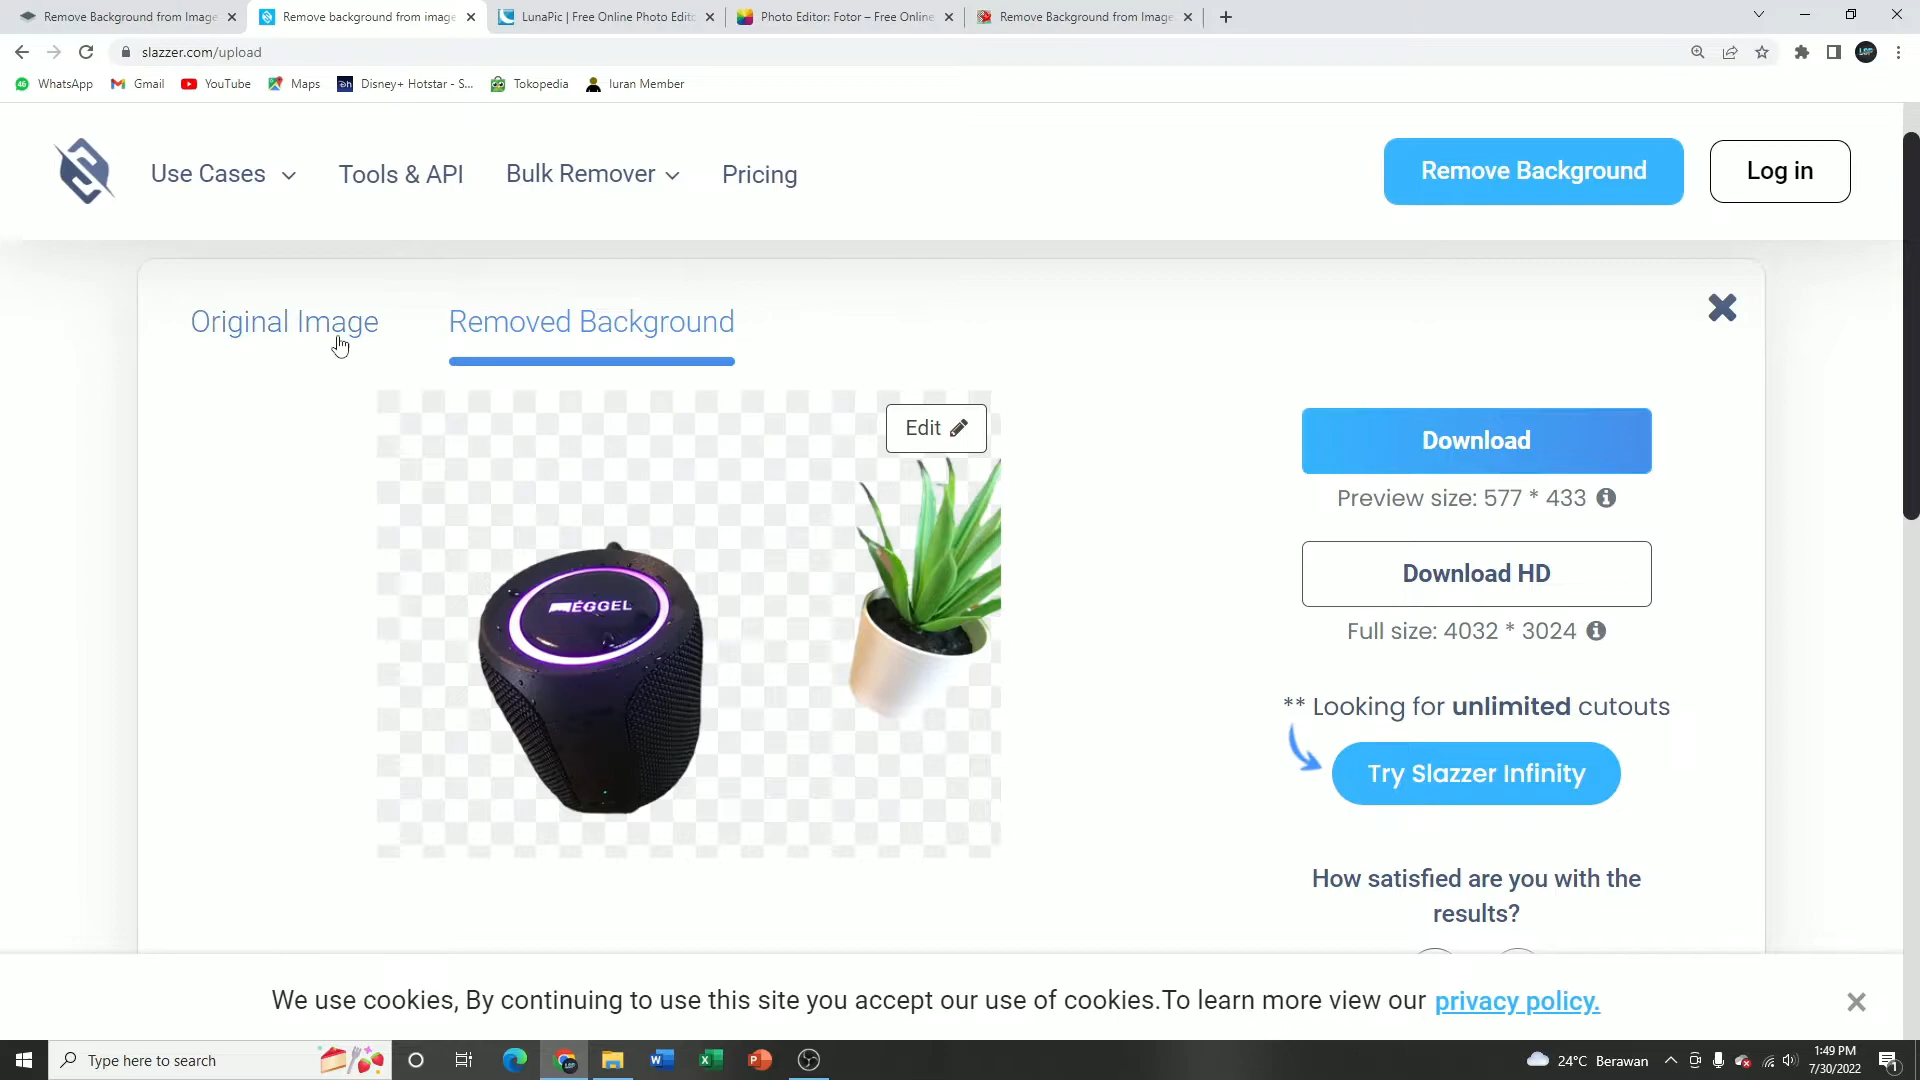 Remove Background from Image
Remove background from image
LunaPic | Free Online Photo Edito
Photo Editor: Fotor – Free Online
Remove Background from Image
slazzer.com/upload
WhatsApp
Gmail
YouTube
Maps
Disney+ Hotstar - S...
Tokopedia
Iuran Member
Use Cases
Tools & API
Bulk Remover
Pricing
Remove Background
Log in
Original Image
Removed Background
Edit
EGGEL
Download
Preview size: 577 * 433
Download HD
Full size: 4032 * 3024
** Looking for unlimited cutouts
Try Slazzer Infinity
How satisfied are you with the
results?
We use cookies, By continuing to use this site you accept our use of cookies.To learn more view our privacy policy.
Type here to search
24°C Berawan
1:49 PM
7/30/2022